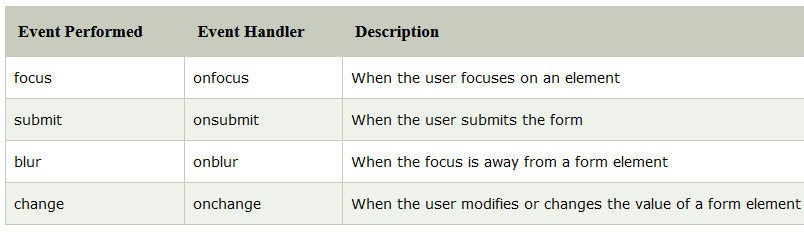 Event Performed Event Handler Description
focus onfocus When the user focuses on an element
submit onsubmit When the user submits the form
blur onblur When the focus is away from a form element
change onchange When the user modifies or changes the value of a form element